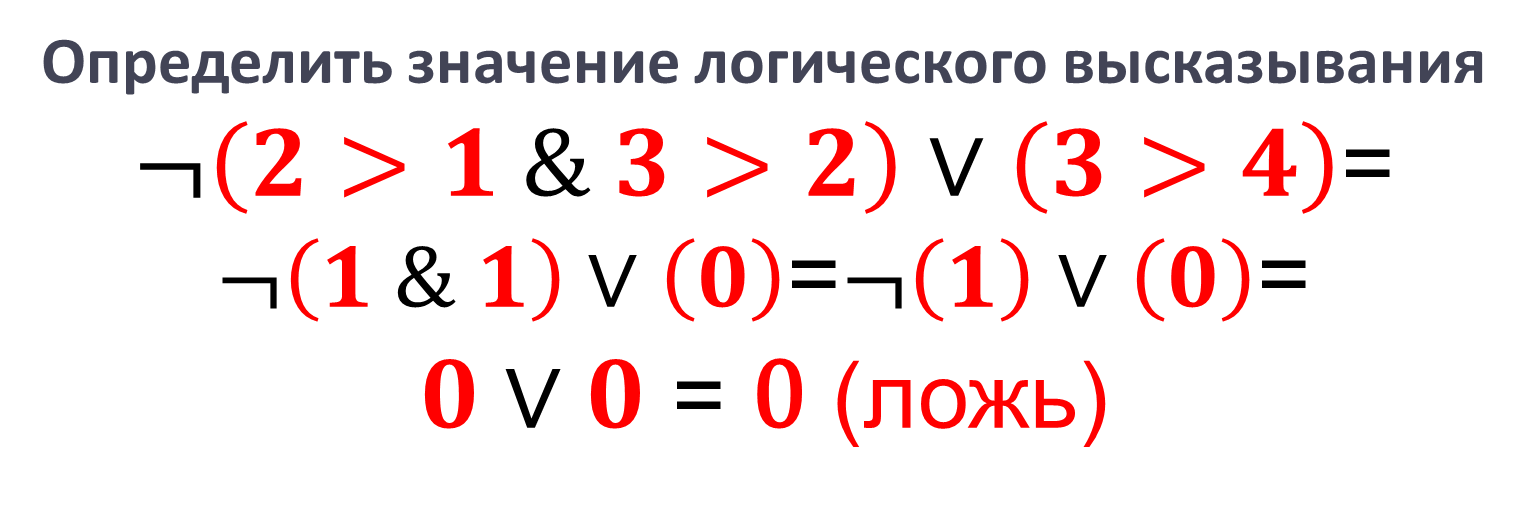 Определить значение логического высказывания
¬(2 > 1 & 3 > 2) ∨ (3 > 4)=
¬(1 & 1) ∨ (0)=¬(1) ∨ (0)=
0 ∨ 0 = 0 (ложь)